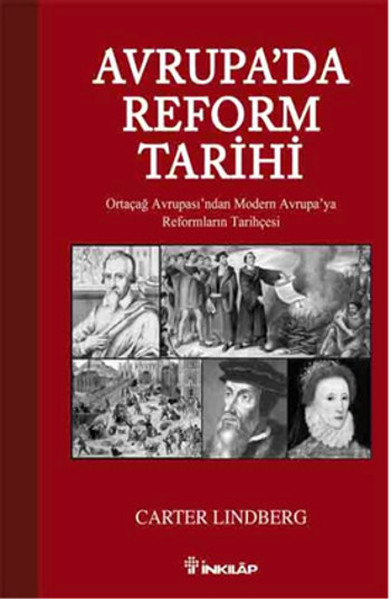 AVRUPA'DA
REFORM
TARİHİ
Ortaçağ Avrupası'ndan Modern Avrupa'ya
Reformların Tarihçesi
CARTER LINDBERG
İNKILÂP